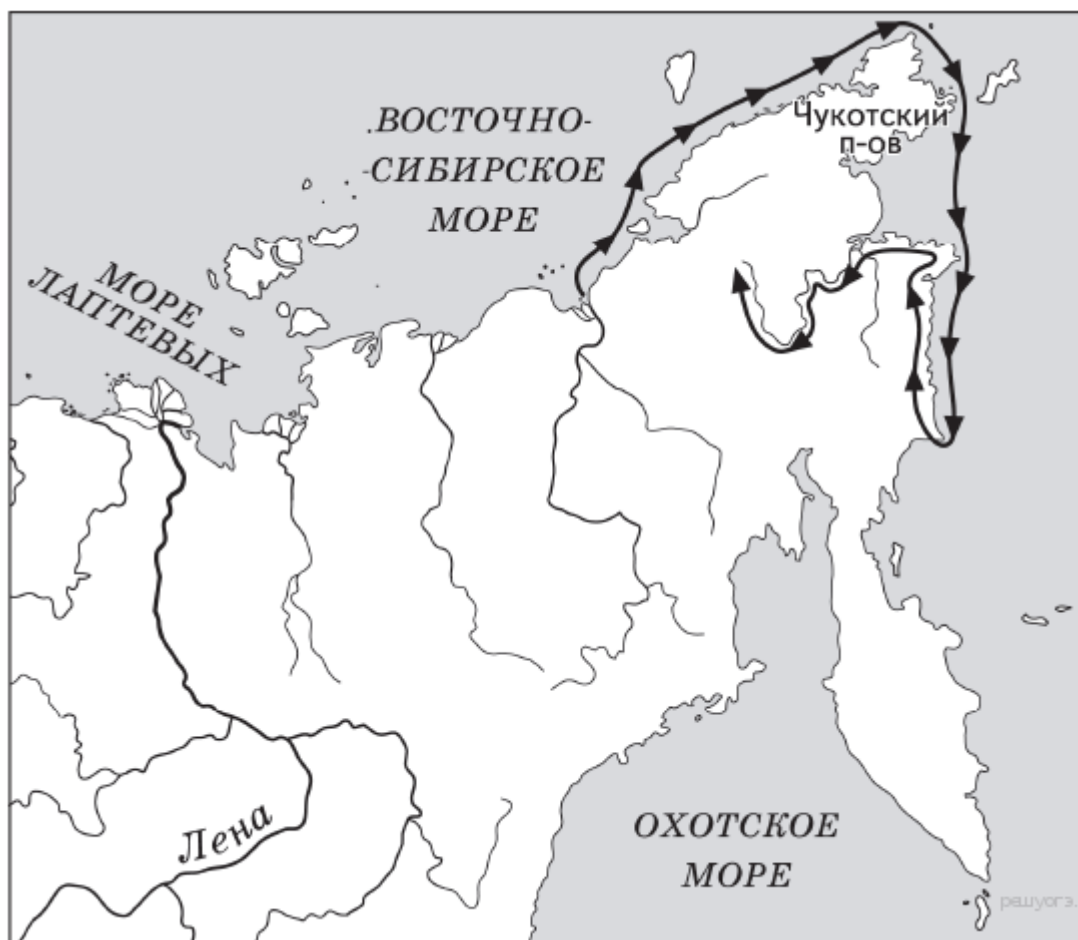 .ВОСТОЧНО-
-СИБИРСКОЕ
МОРЕ
Чукотский
п-ов
МОРЕ
ЛАПТЕВЫХ
Лена
ОХОТСКОЕ
МОРЕ
решуогэ.